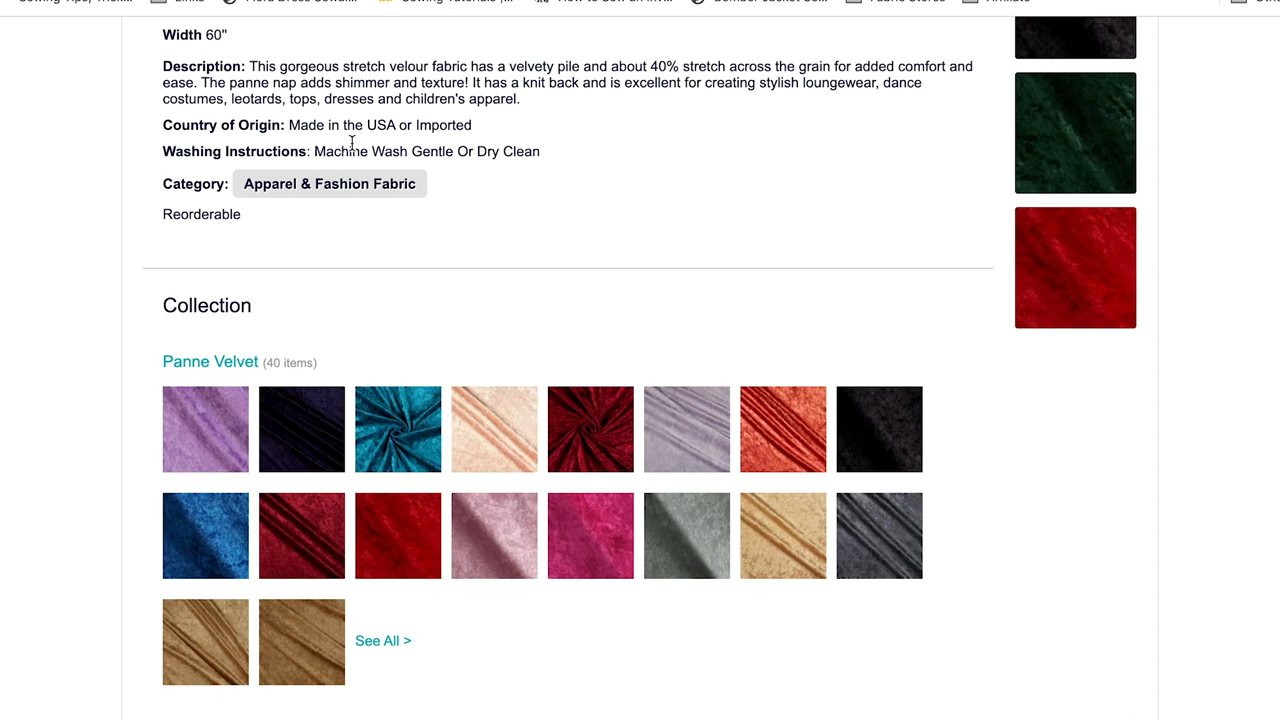 Links
Width 60"
Description: This gorgeous stretch velour fabric has a velvety pile and about 40% stretch across the grain for added comfort and
ease. The panne nap adds shimmer and texture! It has a knit back and is excellent for creating stylish loungewear, dance
costumes, leotards, tops, dresses and children's apparel.
Country of Origin: Made in the USA or Imported
Washing Instructions: Machine Wash Gentle Or Dry Clean
Category: Apparel & Fashion Fabric
Reorderable
Collection
Panne Velvet (40 items)
See All >